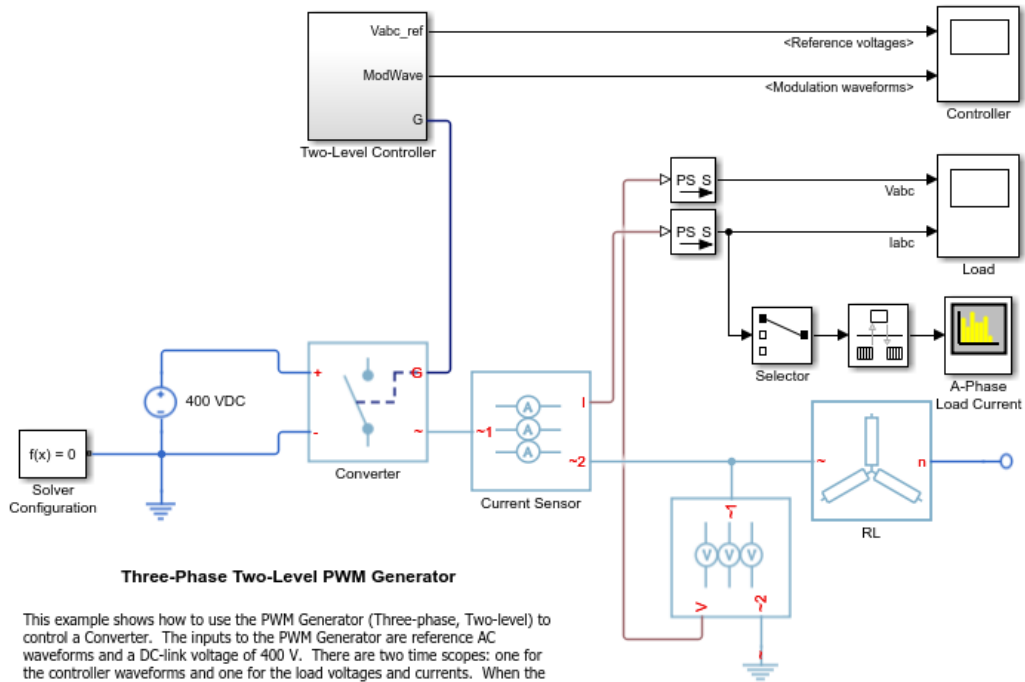 Vabc_ref
<Reference voltages>
ModWave
<Modulation waveforms>
G
Controller
Two-Level Controller
PS S
Vabc
PS S
Iabc
Load
Selector
A-Phase
Load Current
+
G
400 VDC
-
~
Converter
~1
A
A
A
I
~2
Current Sensor
f(x) = 0
Solver
Configuration
~
n
RL
~1
V V V
V
~2
Three-Phase Two-Level PWM Generator
This example shows how to use the PWM Generator (Three-phase, Two-level) to
control a Converter. The inputs to the PWM Generator are reference AC
waveforms and a DC-link voltage of 400 V. There are two time scopes: one for
the controller waveforms and one for the load voltages and currents. When the